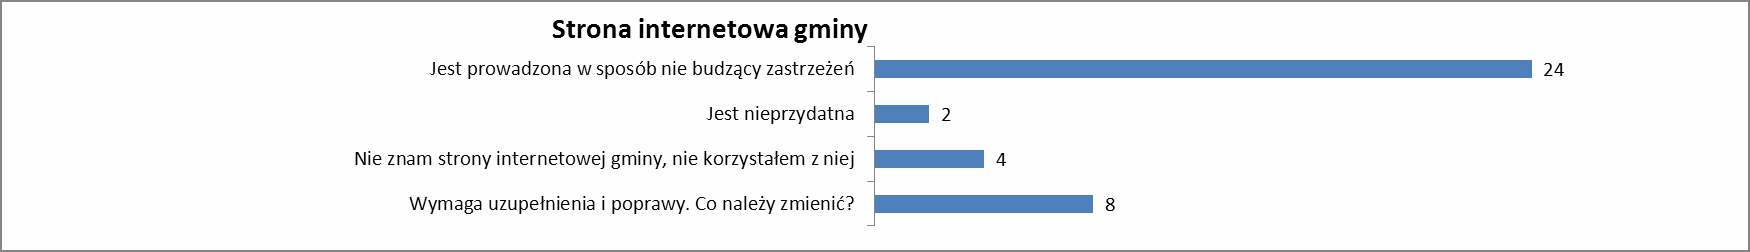 Strona internetowa gminy
Jest prowadzona w sposób nie budzący zastrzeżeń 24
Jest nieprzydatna 2
Nie znam strony internetowej gminy, nie korzystałem z niej 4
Wymaga uzupełnienia i poprawy. Co należy zmienić? 8